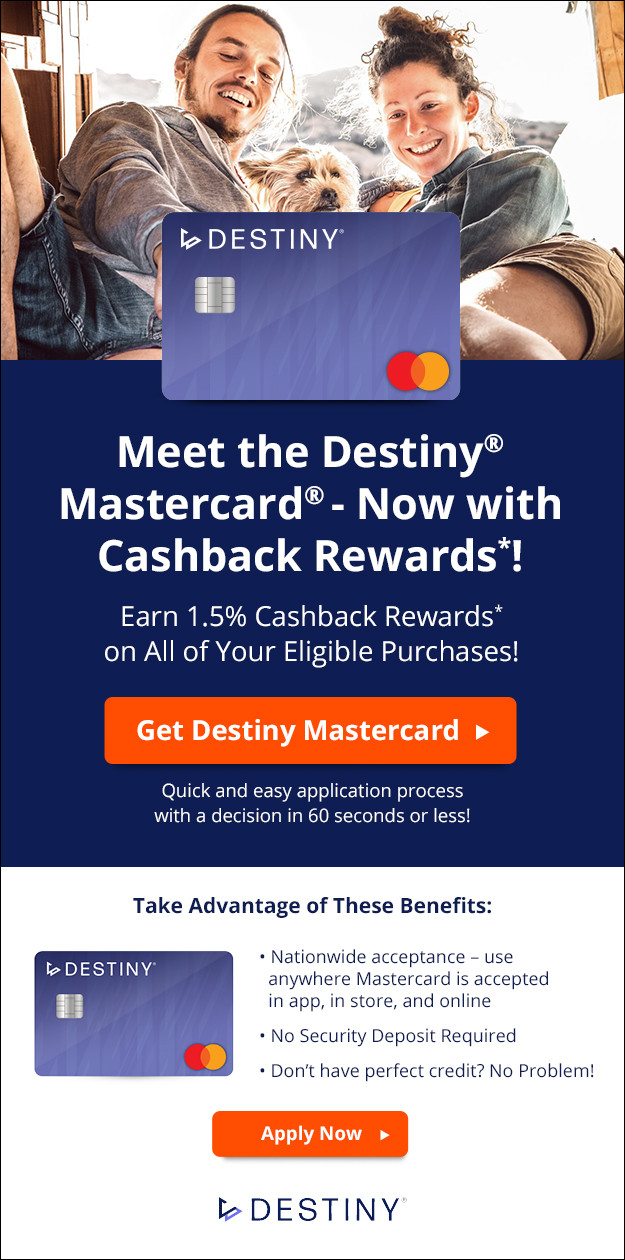 DESTINY®
Meet the Destiny®
Mastercard® - Now with
Cashback Rewards*!
Earn 1.5% Cashback Rewards*
on All of Your Eligible Purchases!
Get Destiny Mastercard
Quick and easy application process
with a decision in 60 seconds or less!
Take Advantage of These Benefits:
DESTINY®
• Nationwide acceptance – use
anywhere Mastercard is accepted
in app, in store, and online
• No Security Deposit Required
• Don’t have perfect credit? No Problem!
Apply Now
DESTINY®